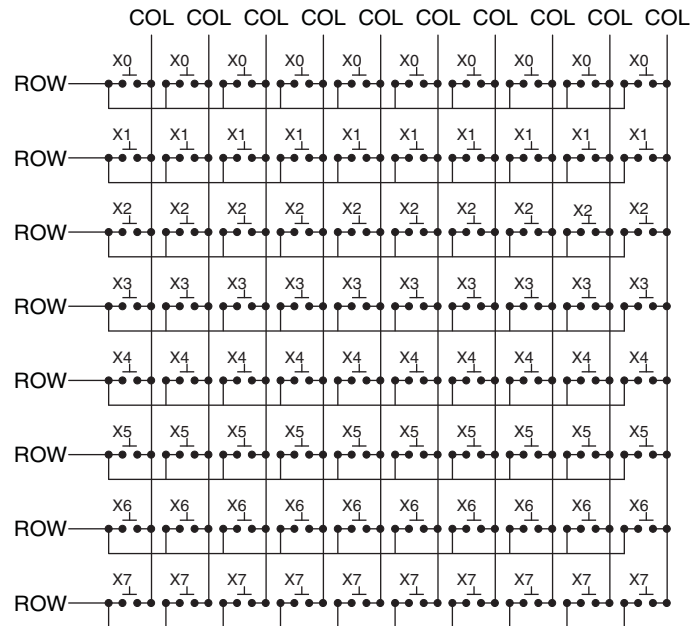 COL COL COL COL COL COL COL COL COL COL
X0 X0 X0 X0 X0 X0 X0 X0 X0 X0
ROW
X1 X1 X1 X1 X1 X1 X1 X1 X1 X1
ROW
X2 X2 X2 X2 X2 X2 X2 X2 X2 X2
ROW
X3 X3 X3 X3 X3 X3 X3 X3 X3 X3
ROW
X4 X4 X4 X4 X4 X4 X4 X4 X4 X4
ROW
X5 X5 X5 X5 X5 X5 X5 X5 X5 X5
ROW
X6 X6 X6 X6 X6 X6 X6 X6 X6 X6
ROW
X7 X7 X7 X7 X7 X7 X7 X7 X7 X7
ROW